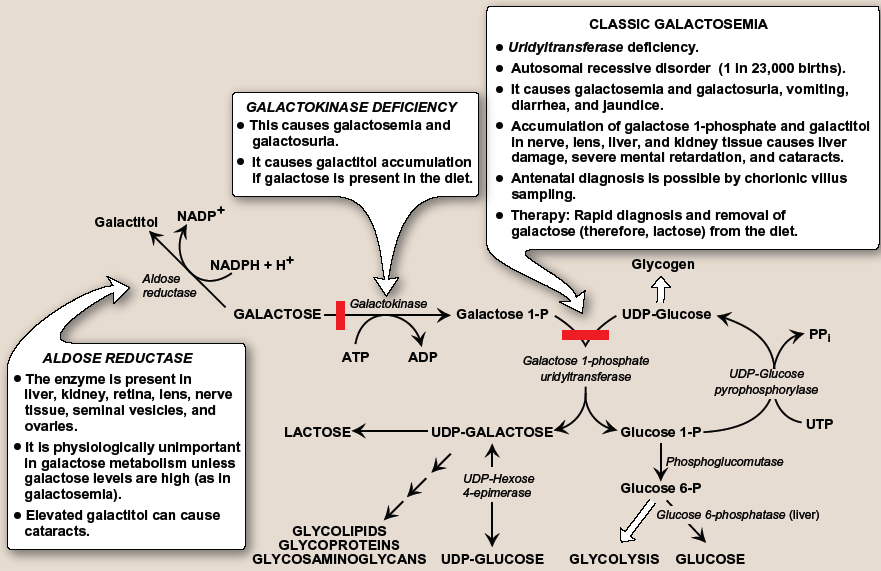 CLASSIC GALACTOSEMIA
● Uridyltransferase deficiency.
● Autosomal recessive disorder (1 in 23,000 births).
● It causes galactosemia and galactosuria, vomiting,
diarrhea, and jaundice.
● Accumulation of galactose 1-phosphate and galactitol
in nerve, lens, liver, and kidney tissue causes liver
damage, severe mental retardation, and cataracts.
● Antenatal diagnosis is possible by chorionic villus
sampling.
● Therapy: Rapid diagnosis and removal of
galactose (therefore, lactose) from the diet.
GALACTOKINASE DEFICIENCY
● This causes galactosemia and
galactosuria.
● It causes galactitol accumulation
if galactose is present in the diet.
Galactitol
NADP+
NADPH + H+
Aldose
reductase
GALACTOSE
Galactokinase
ATP
ADP
Galactose 1-P
Glycogen
UDP-Glucose
Galactose 1-phosphate
uridyltransferase
PPi
UDP-Glucose
pyrophosphorylase
UTP
ALDOSE REDUCTASE
● The enzyme is present in
liver, kidney, retina, lens, nerve
tissue, seminal vesicles, and
ovaries.
● It is physiologically unimportant
in galactose metabolism unless
galactose levels are high (as in
galactosemia).
● Elevated galactitol can cause
cataracts.
LACTOSE
UDP-GALACTOSE
Glucose 1-P
Phosphoglucomutase
UDP-Hexose
4-epimerase
Glucose 6-P
Glucose 6-phosphatase (liver)
GLYCOLIPIDS
GLYCOPROTEINS
GLYCOSAMINOGLYCANS
UDP-GLUCOSE
GLYCOLYSIS
GLUCOSE